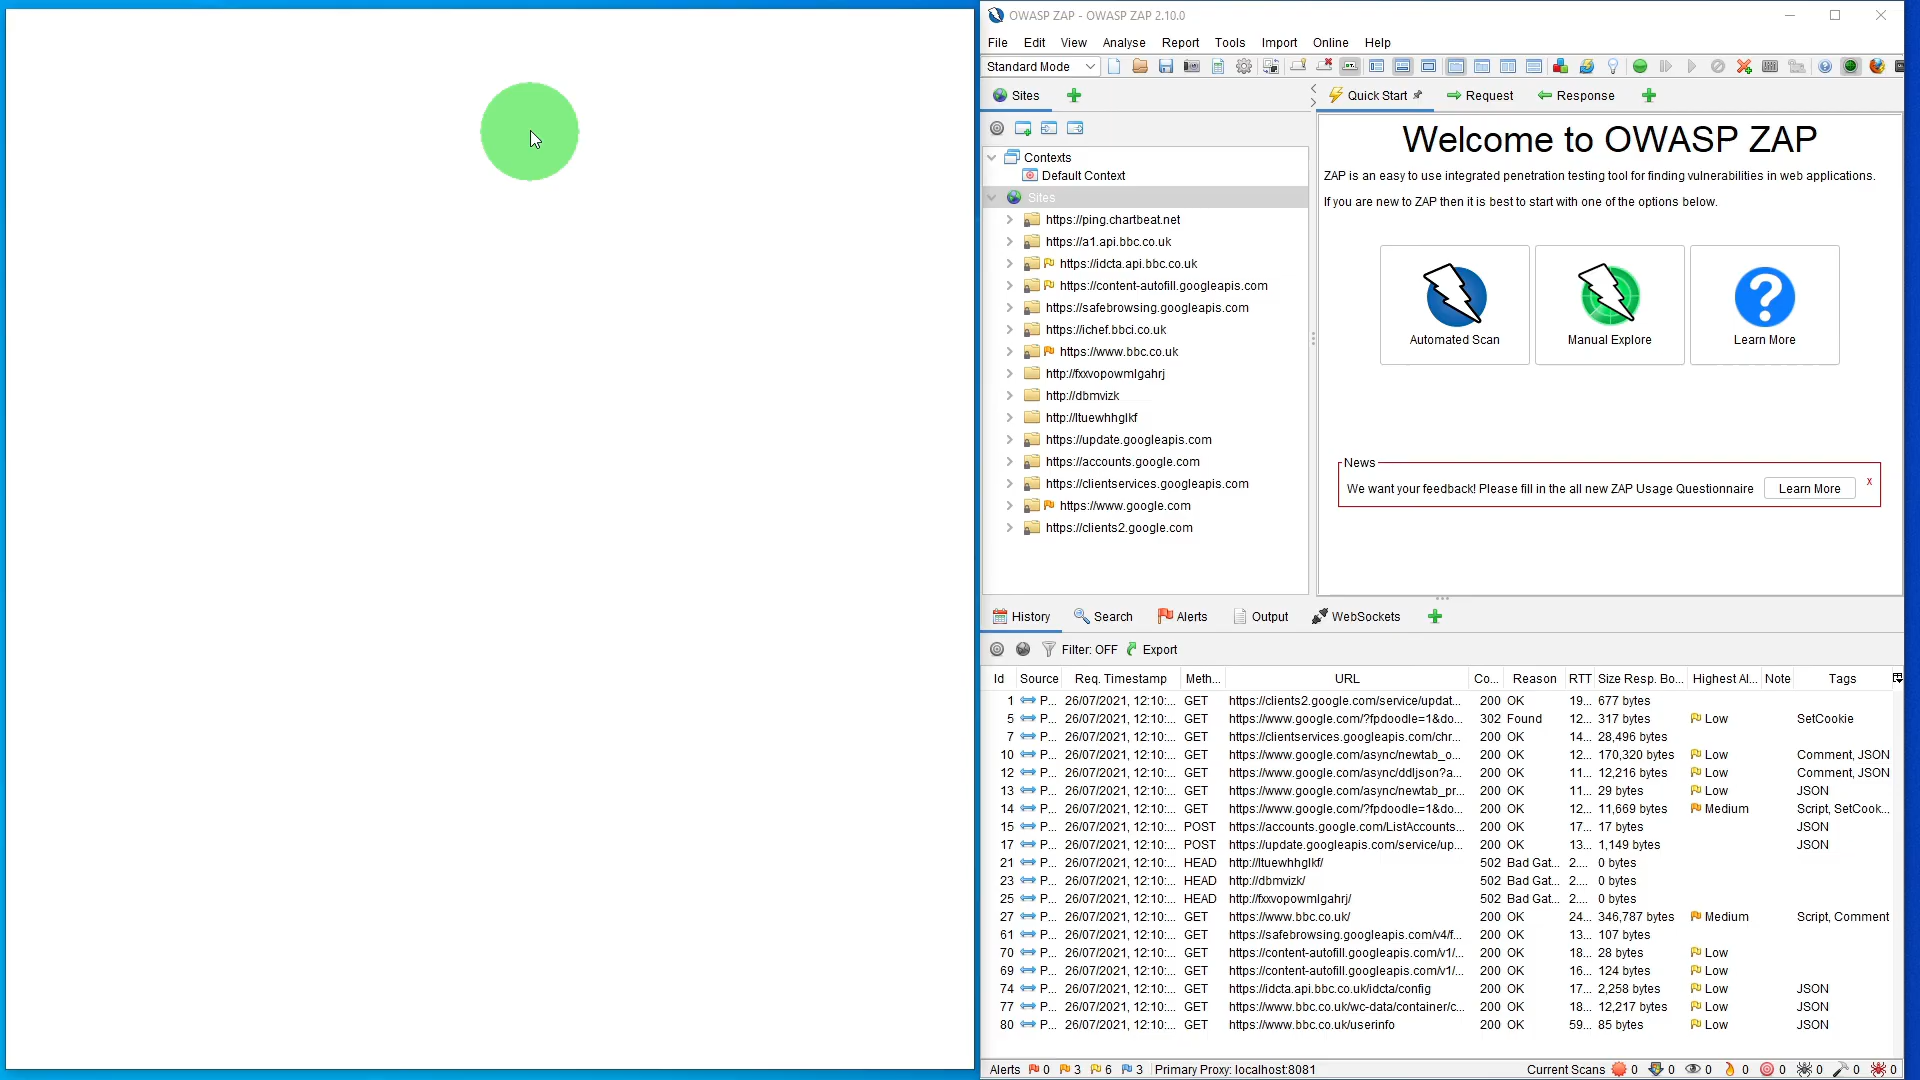 OWASP ZAP - OWASP ZAP 2.10.0
File Edit View Analyse Report Tools Import Online Help
Standard Mode
Sites
Quick Start Request Response
Contexts
Default Context
Sites
https://ping.chartbeat.net
https://a1.api.bbc.co.uk
https://idcta.api.bbc.co.uk
https://content-autofill.googleapis.com
https://safebrowsing.googleapis.com
https://ichef.bbci.co.uk
https://www.bbc.co.uk
http://fxxvopowmlgahrj
http://dbmvizk
http://ltuewhhglkf
https://update.googleapis.com
https://accounts.google.com
https://clientservices.googleapis.com
https://www.google.com
https://clients2.google.com
Welcome to OWASP ZAP
ZAP is an easy to use integrated penetration testing tool for finding vulnerabilities in web applications.
If you are new to ZAP then it is best to start with one of the options below.
Automated Scan Manual Explore Learn More
News
We want your feedback! Please fill in the all new ZAP Usage Questionnaire Learn More x
History Search Alerts Output WebSockets
Filter: OFF Export
Id Source Req. Timestamp Meth... URL Co... Reason RTT Size Resp. Bo... Highest Al... Note Tags
1 P... 26/07/2021, 12:10:... GET https://clients2.google.com/service/updat... 200 OK 19... 677 bytes
5 P... 26/07/2021, 12:10:... GET https://www.google.com/?fpdoodle=1&do... 302 Found 12... 317 bytes Low SetCookie
7 P... 26/07/2021, 12:10:... GET https://clientservices.googleapis.com/chr... 200 OK 14... 28,496 bytes
10 P... 26/07/2021, 12:10:... GET https://www.google.com/async/newtab_o... 200 OK 12... 170,320 bytes Low Comment, JSON
12 P... 26/07/2021, 12:10:... GET https://www.google.com/async/ddljson?a... 200 OK 11... 12,216 bytes Low Comment, JSON
13 P... 26/07/2021, 12:10:... GET https://www.google.com/async/newtab_pr... 200 OK 11... 29 bytes Low JSON
14 P... 26/07/2021, 12:10:... GET https://www.google.com/?fpdoodle=1&do... 200 OK 12... 11,669 bytes Medium Script, SetCook...
15 P... 26/07/2021, 12:10:... POST https://accounts.google.com/ListAccounts... 200 OK 17... 17 bytes JSON
17 P... 26/07/2021, 12:10:... POST https://update.googleapis.com/service/up... 200 OK 13... 1,149 bytes JSON
21 P... 26/07/2021, 12:10:... HEAD http://ltuewhhglkf/ 502 Bad Gat... 2.... 0 bytes
23 P... 26/07/2021, 12:10:... HEAD http://dbmvizk/ 502 Bad Gat... 2.... 0 bytes
25 P... 26/07/2021, 12:10:... HEAD http://fxxvopowmlgahrj/ 502 Bad Gat... 2.... 0 bytes
27 P... 26/07/2021, 12:10:... GET https://www.bbc.co.uk/ 200 OK 24... 346,787 bytes Medium Script, Comment
61 P... 26/07/2021, 12:10:... GET https://safebrowsing.googleapis.com/v4/f... 200 OK 13... 107 bytes
70 P... 26/07/2021, 12:10:... GET https://content-autofill.googleapis.com/v1/... 200 OK 18... 28 bytes Low
69 P... 26/07/2021, 12:10:... GET https://content-autofill.googleapis.com/v1/... 200 OK 16... 124 bytes Low
74 P... 26/07/2021, 12:10:... GET https://idcta.api.bbc.co.uk/idcta/config 200 OK 17... 2,258 bytes Low JSON
77 P... 26/07/2021, 12:10:... GET https://www.bbc.co.uk/wc-data/container/c... 200 OK 18... 12,217 bytes Low JSON
80 P... 26/07/2021, 12:10:... GET https://www.bbc.co.uk/userinfo 200 OK 59... 85 bytes Low JSON
Alerts 0 3 6 3 Primary Proxy: localhost:8081 Current Scans 0 0 0 0 0 0 0 0